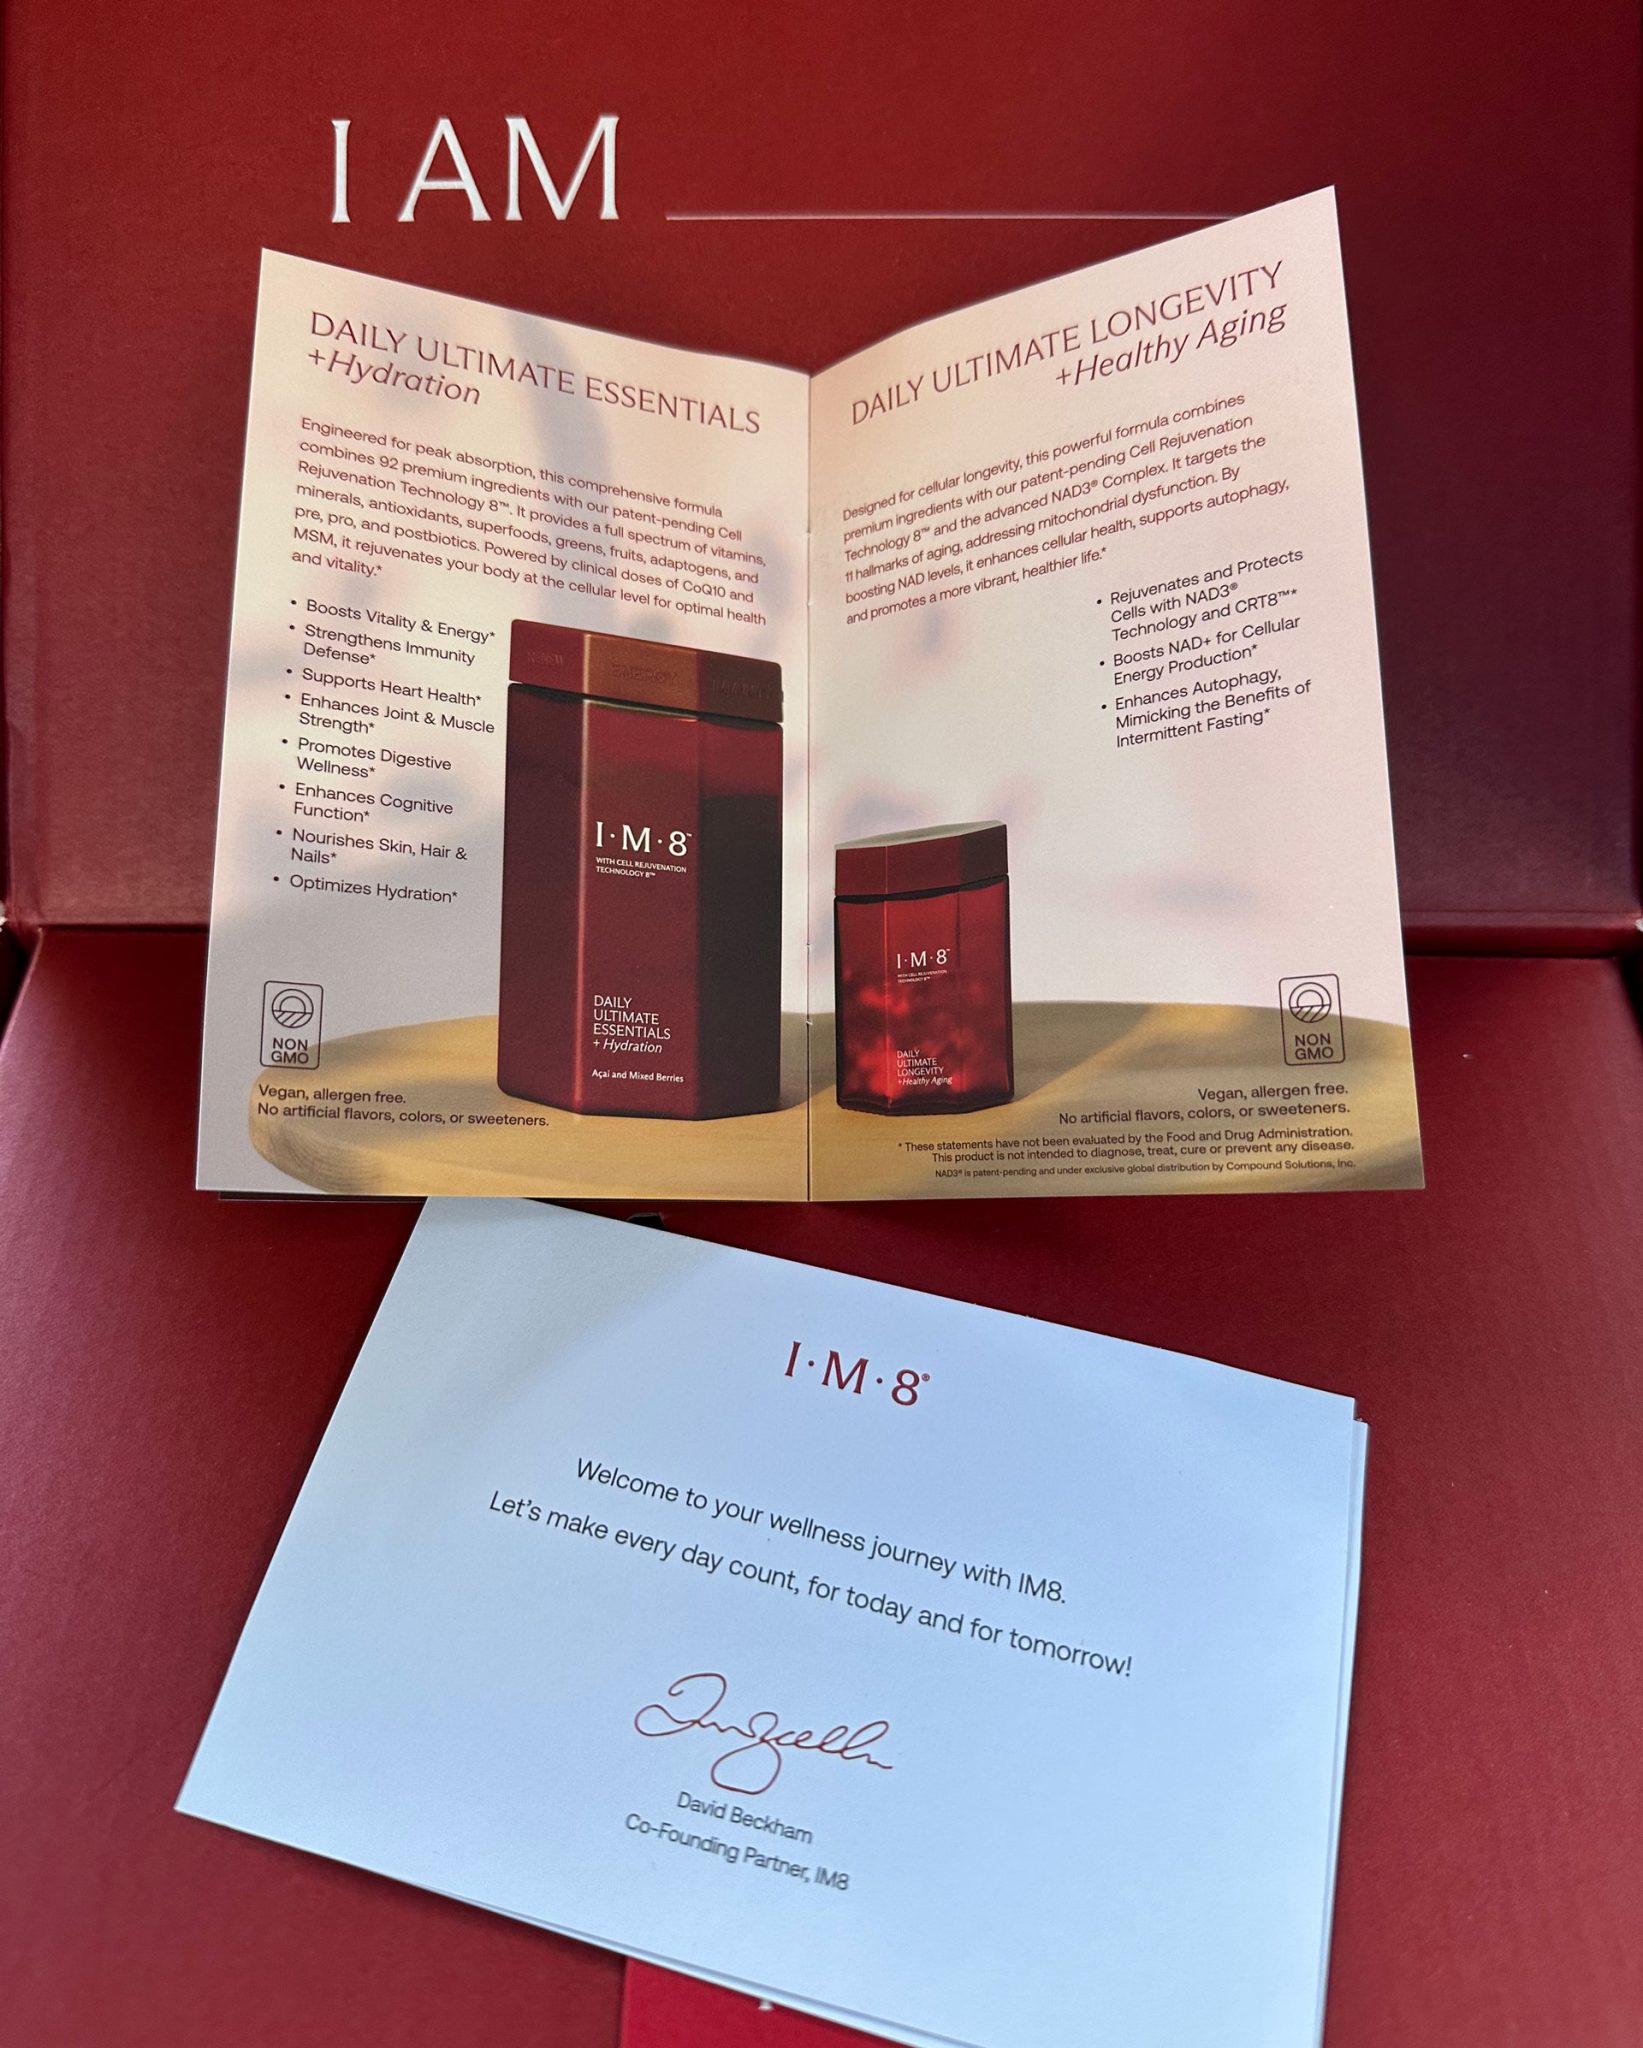 I AM
DAILY ULTIMATE ESSENTIALS
+Hydration
Engineered for peak absorption, this comprehensive formula
combines 92 premium ingredients with our patent-pending Cell
Rejuvenation Technology 8™. It provides a full spectrum of vitamins,
minerals, antioxidants, superfoods, greens, fruits, adaptogens, and
pre, pro, and postbiotics. Powered by clinical doses of CoQ10 and
MSM, it rejuvenates your body at the cellular level for optimal health
and vitality.*
• Boosts Vitality & Energy*
• Strengthens Immunity
Defense*
• Supports Heart Health*
• Enhances Joint & Muscle
Strength*
• Promotes Digestive
Wellness*
• Enhances Cognitive
Function*
• Nourishes Skin, Hair &
Nails*
• Optimizes Hydration*
ENERGY
I·M·8™
WITH CELL REJUVENATION
TECHNOLOGY 8™
DAILY
ULTIMATE
ESSENTIALS
+ Hydration
Açai and Mixed Berries
NON
GMO
Vegan, allergen free.
No artificial flavors, colors, or sweeteners.
DAILY ULTIMATE LONGEVITY
+Healthy Aging
Designed for cellular longevity, this powerful formula combines
premium ingredients with our patent-pending Cell Rejuvenation
Technology 8™ and the advanced NAD3® Complex. It targets the
11 hallmarks of aging, addressing mitochondrial dysfunction. By
boosting NAD levels, it enhances cellular health, supports autophagy,
and promotes a more vibrant, healthier life.*
• Rejuvenates and Protects
Cells with NAD3®
Technology and CRT8™*
• Boosts NAD+ for Cellular
Energy Production*
• Enhances Autophagy,
Mimicking the Benefits of
Intermittent Fasting*
I·M·8™
WITH CELL REJUVENATION
TECHNOLOGY 8™
DAILY
ULTIMATE
LONGEVITY
+Healthy Aging
NON
GMO
Vegan, allergen free.
No artificial flavors, colors, or sweeteners.
* These statements have not been evaluated by the Food and Drug Administration.
This product is not intended to diagnose, treat, cure or prevent any disease.
NAD3® is patent-pending and under exclusive global distribution by Compound Solutions, Inc.
I·M·8®
Welcome to your wellness journey with IM8.
Let's make every day count, for today and for tomorrow!
David Beckham
Co-Founding Partner, IM8